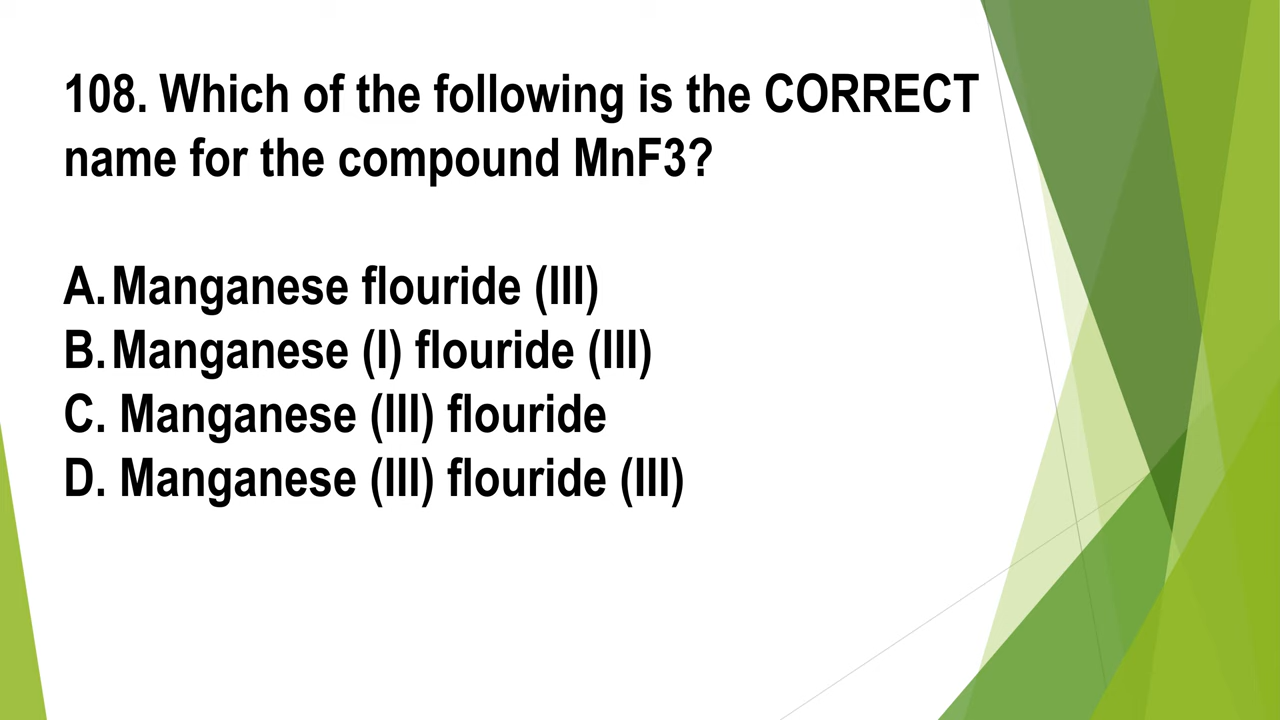 108. Which of the following is the CORRECT
name for the compound MnF3?
A. Manganese flouride (III)
B. Manganese (I) flouride (III)
C. Manganese (III) flouride
D. Manganese (III) flouride (III)